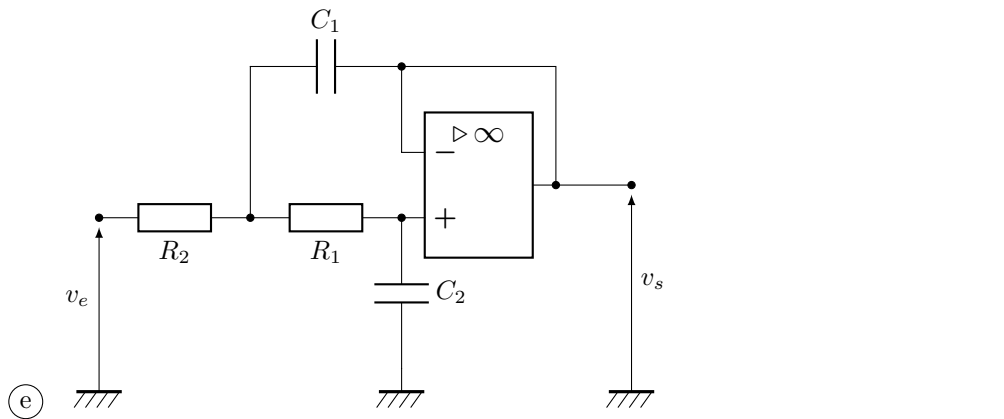 C₁
▷ ∞
−
+
R₂
R₁
C₂
vₑ
vₛ
e